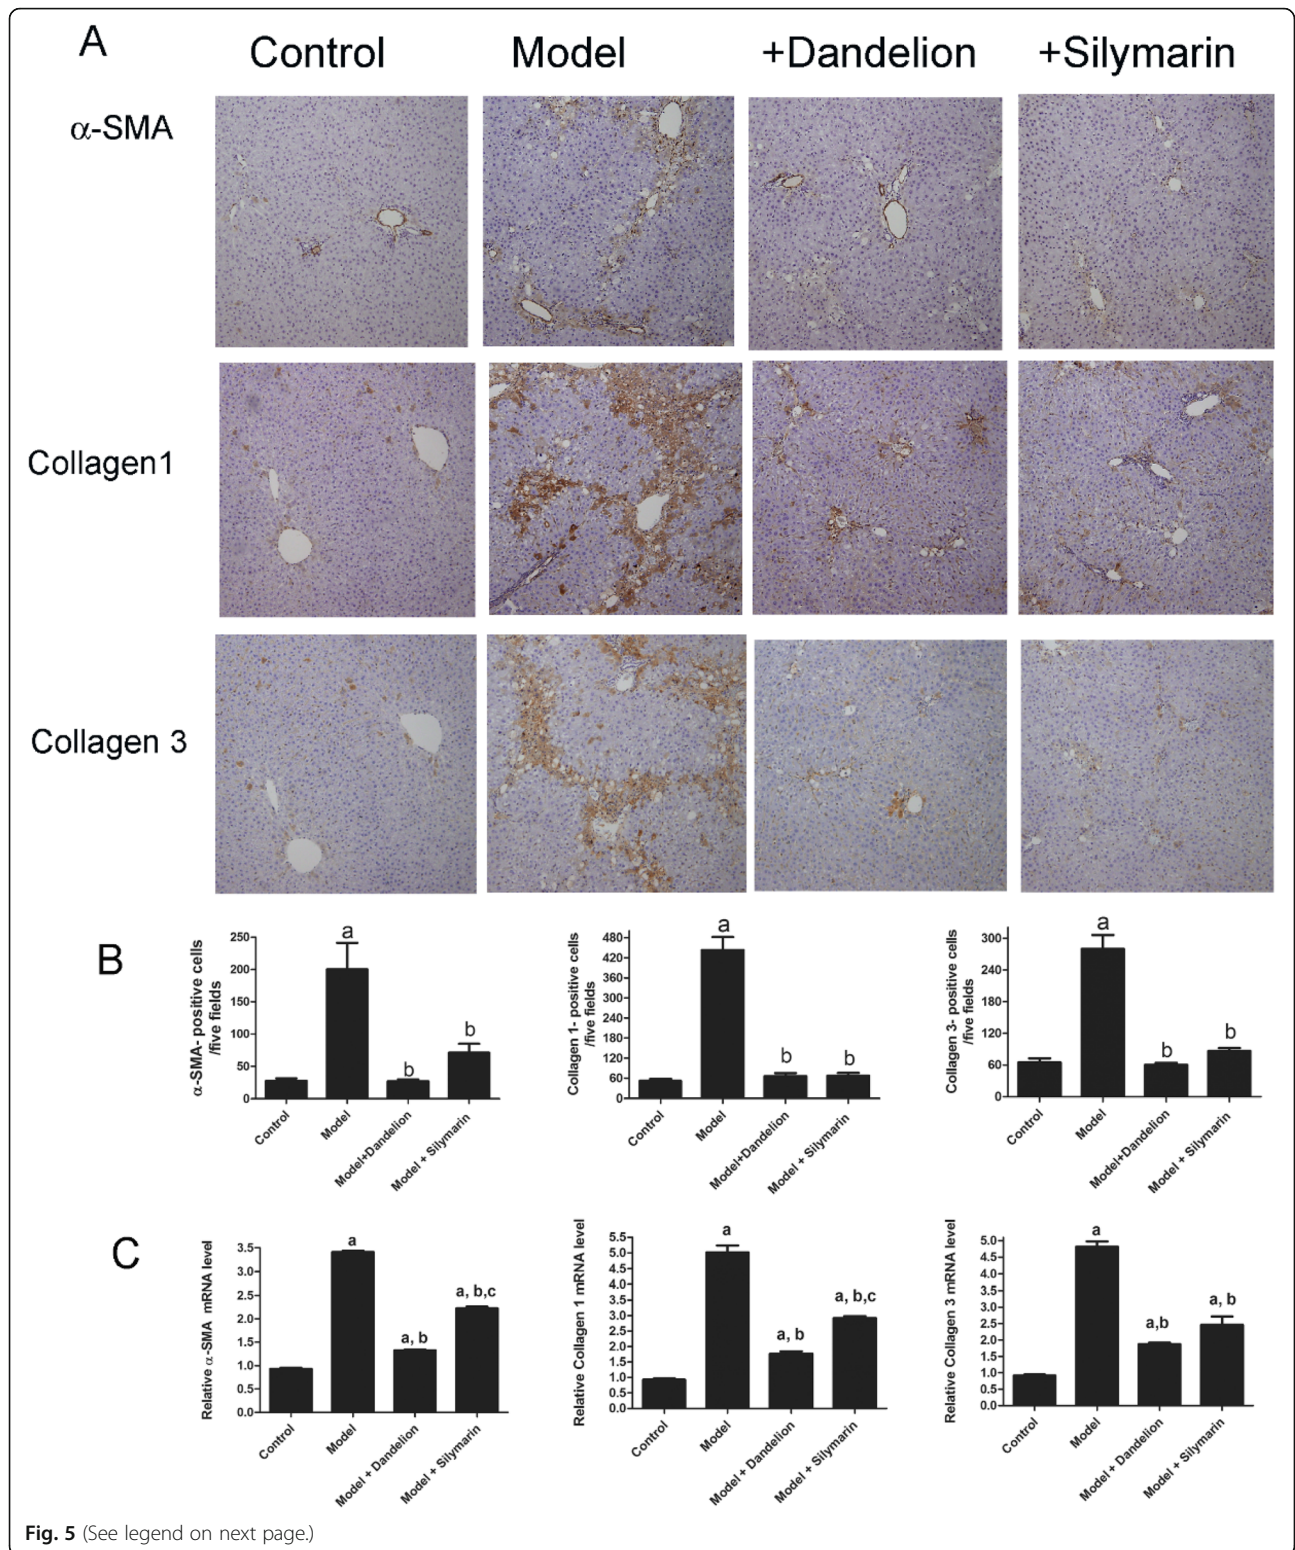 A
Control Model +Dandelion +Silymarin
α-SMA
Collagen1
Collagen 3
B
α-SMA- positive cells
/five fields
250
200
150
100
50
0
a
b
b
Control
Model
Model+Dandelion
Model + Silymarin
Collagen 1- positive cells
/five fields
480
420
360
300
240
180
120
60
0
a
b
b
Control
Model
Model+Dandelion
Model + Silymarin
Collagen 3- positive cells
/five fields
300
240
180
120
60
0
a
b
b
Control
Model
Model+Dandelion
Model + Silymarin
C
Relative α-SMA mRNA level
3.5
3.0
2.5
2.0
1.5
1.0
0.5
0.0
a
a, b
a, b,c
Control
Model
Model + Dandelion
Model + Silymarin
Relative Collagen 1 mRNA level
5.5
5.0
4.5
4.0
3.5
3.0
2.5
2.0
1.5
1.0
0.5
0.0
a
a, b
a, b,c
Control
Model
Model + Dandelion
Model + Silymarin
Relative Collagen 3 mRNA level
5.0
4.5
4.0
3.5
3.0
2.5
2.0
1.5
1.0
0.5
0.0
a
a,b
a, b
Control
Model
Model + Dandelion
Model + Silymarin
Fig. 5 (See legend on next page.)